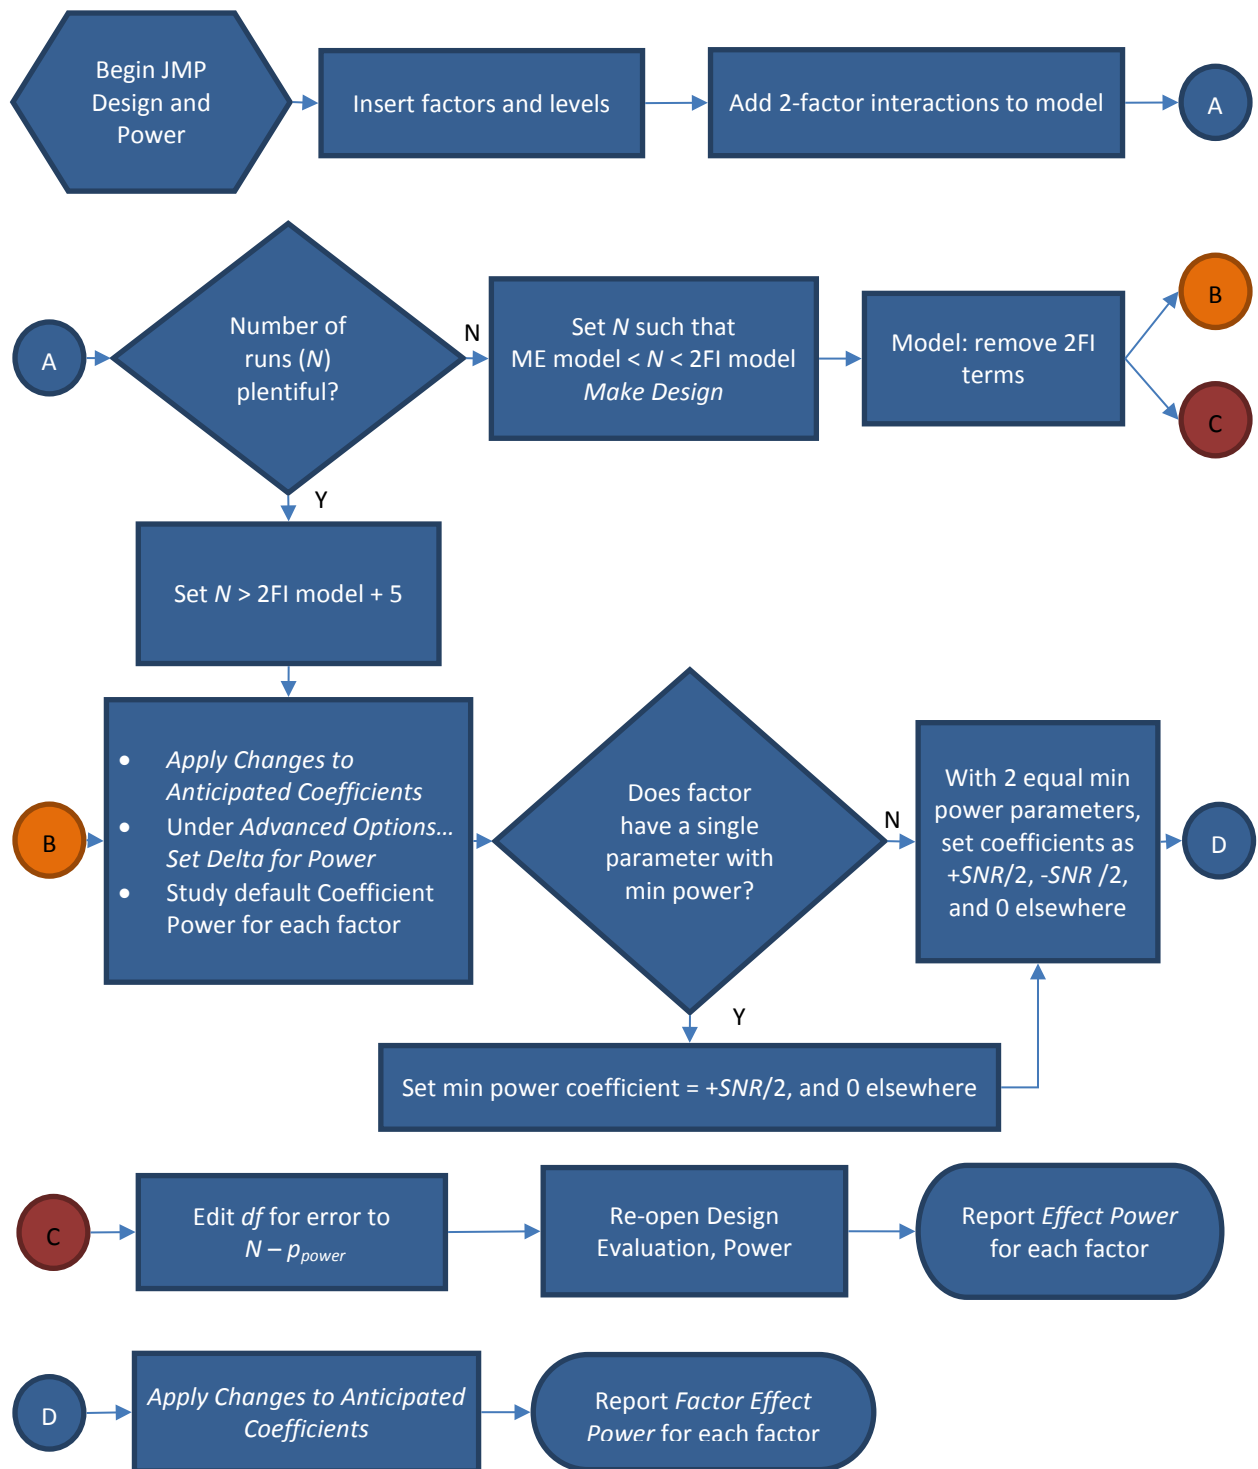 Begin JMP
Design and
Power
Insert factors and levels
Add 2-factor interactions to model
A
A
Number of
runs (N)
plentiful?
N
Set N such that
ME model < N < 2FI model
Make Design
Model: remove 2FI
terms
B
C
Y
Set N > 2FI model + 5
B
• Apply Changes to
Anticipated Coefficients
• Under Advanced Options...
Set Delta for Power
• Study default Coefficient
Power for each factor
Does factor
have a single
parameter with
min power?
N
With 2 equal min
power parameters,
set coefficients as
+SNR/2, -SNR /2,
and 0 elsewhere
D
Y
Set min power coefficient = +SNR/2, and 0 elsewhere
C
Edit df for error to
N – ppower
Re-open Design
Evaluation, Power
Report Effect Power
for each factor
D
Apply Changes to Anticipated
Coefficients
Report Factor Effect
Power for each factor